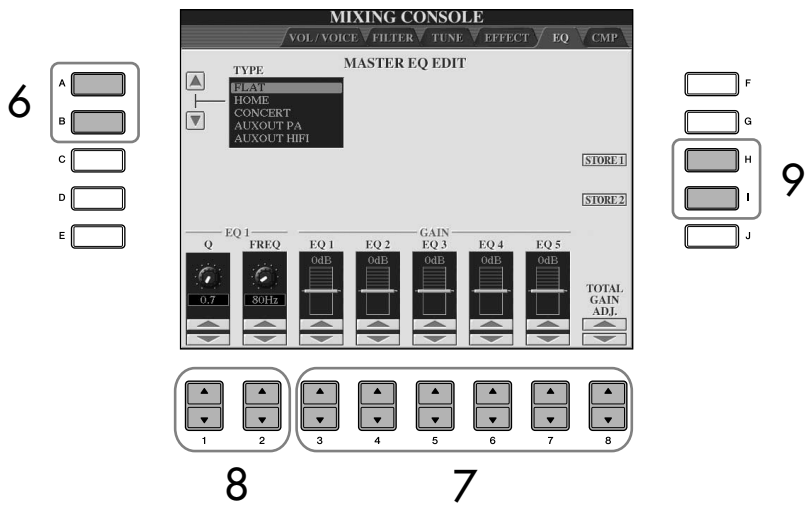 MIXING CONSOLE
VOL / VOICE FILTER TUNE EFFECT EQ CMP
MASTER EQ EDIT
TYPE
FLAT
HOME
CONCERT
AUXOUT PA
AUXOUT HIFI
A
B
C
D
E
6
F
G
H
I
J
9
STORE 1
STORE 2
EQ 1 GAIN
Q FREQ EQ 1 EQ 2 EQ 3 EQ 4 EQ 5
0dB 0dB 0dB 0dB 0dB
0.7 80Hz
TOTAL
GAIN
ADJ.
1 2 3 4 5 6 7 8
8 7